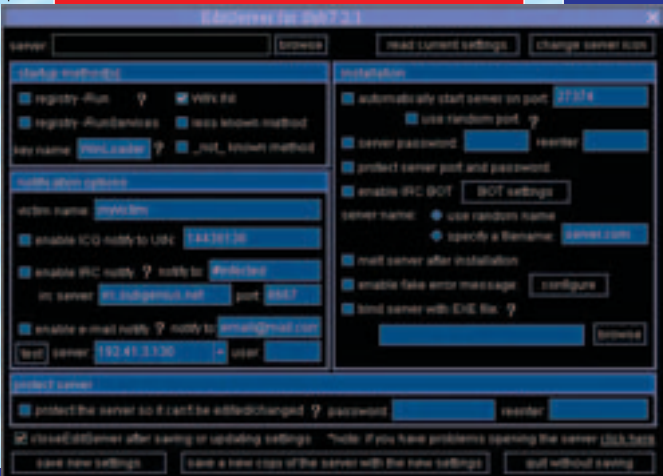 EditServer for Sub7 2.1
server: browse read current settings change server icon
startup method[s]
registry-Run ? WIN.INI
registry-RunServices less known method
key name: WinLoader ? _not_ known method
notification options
victim name: myvictim
enable ICQ notify to UIN: 14438136
enable IRC notify. ? notify to: #infected
irc server: irc.subgenius.net port: 6667
enable e-mail notify ? notify to: email@mail.com
test server: 192.41.3.130 user:
installation
automatically start server on port: 27374
use random port ?
server password: reenter:
protect server port and password
enable IRC BOT BOT settings
server name: use random name
specify a filename: server.com
melt server after installation
enable fake error message: configure
bind server with EXE file: ?
browse
protect server
protect the server so it can't be edited/changed ? password: reenter:
closeEditServer after saving or updating settings *note: if you have problems opening the server click here
save new settings save a new copy of the server with the new settings quit without saving